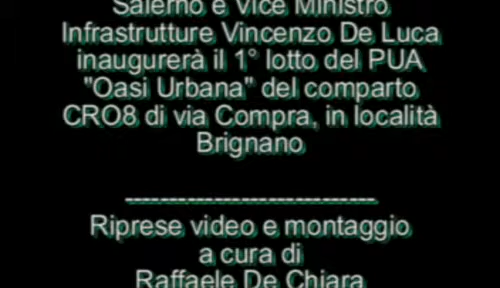 Salerno e Vice Ministro
Infrastrutture Vincenzo De Luca
inaugurerà il 1° lotto del PUA
"Oasi Urbana" del comparto
CRO8 di via Compra, in località
Brignano
----------------------------
Riprese video e montaggio
a cura di
Raffaele De Chiara